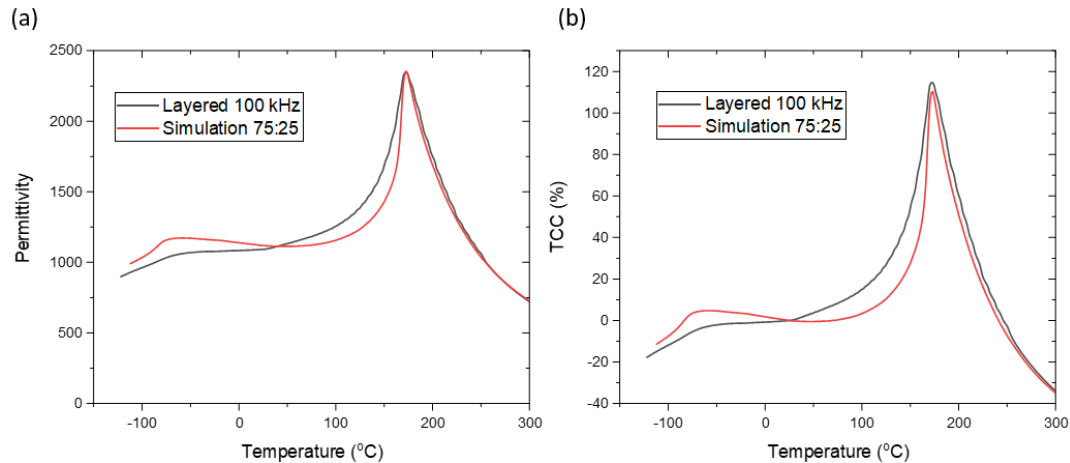 (a)
2500
2000
1500
1000
500
0
Permittivity
Layered 100 kHz
Simulation 75:25
-100
0
100
200
300
Temperature (°C)
(b)
120
100
80
60
40
20
0
-20
-40
TCC (%)
Layered 100 kHz
Simulation 75:25
-100
0
100
200
300
Temperature (°C)